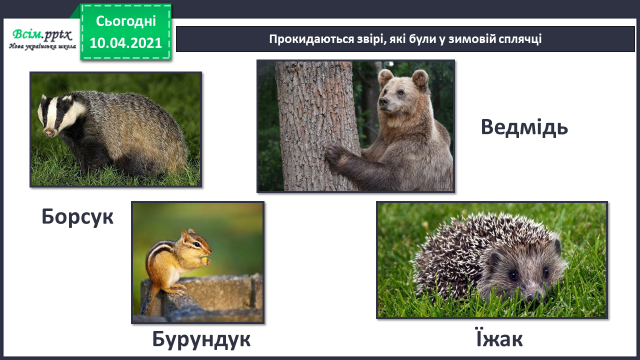 Всім.pptx
Нова українська школа
Сьогодні
10.04.2021
Прокидаються звірі, які були у зимовій сплячці
Ведмідь
Борсук
Бурундук
Їжак